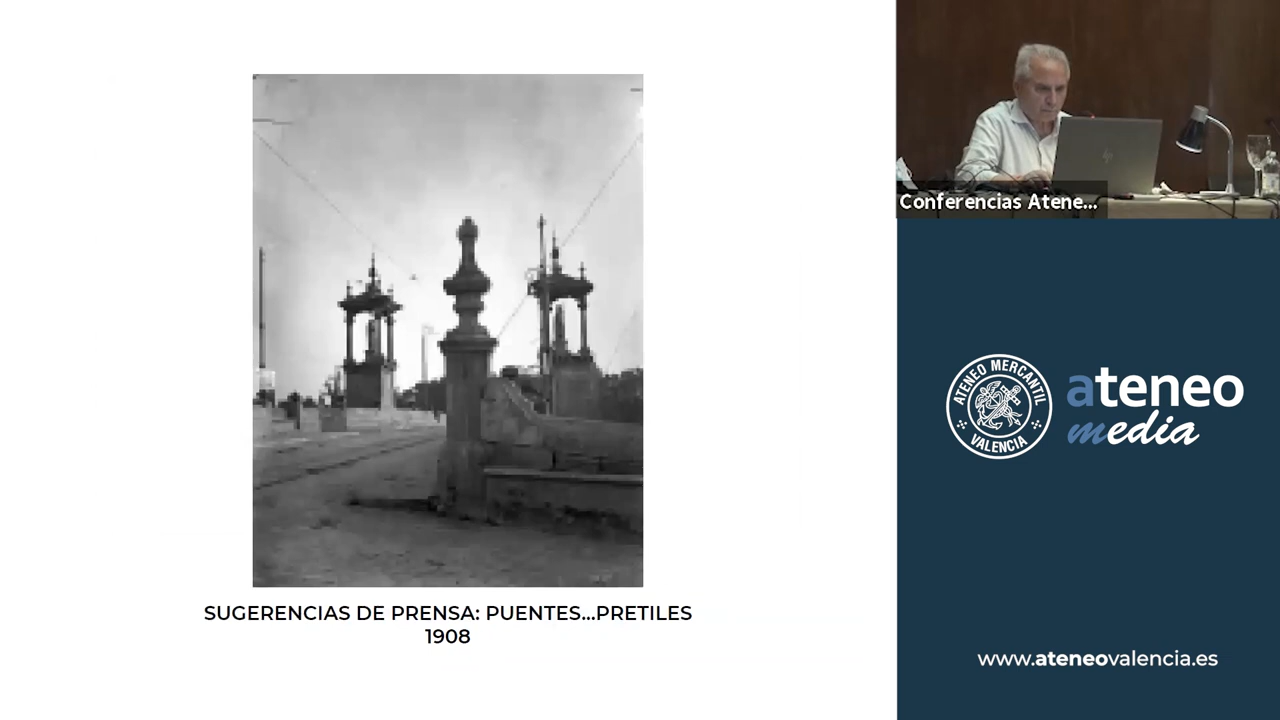 SUGERENCIAS DE PRENSA: PUENTES...PRETILES
1908
Conferencias Atene...
ATENEO MERCANTIL
VALENCIA
ateneo
media
www.ateneovalencia.es